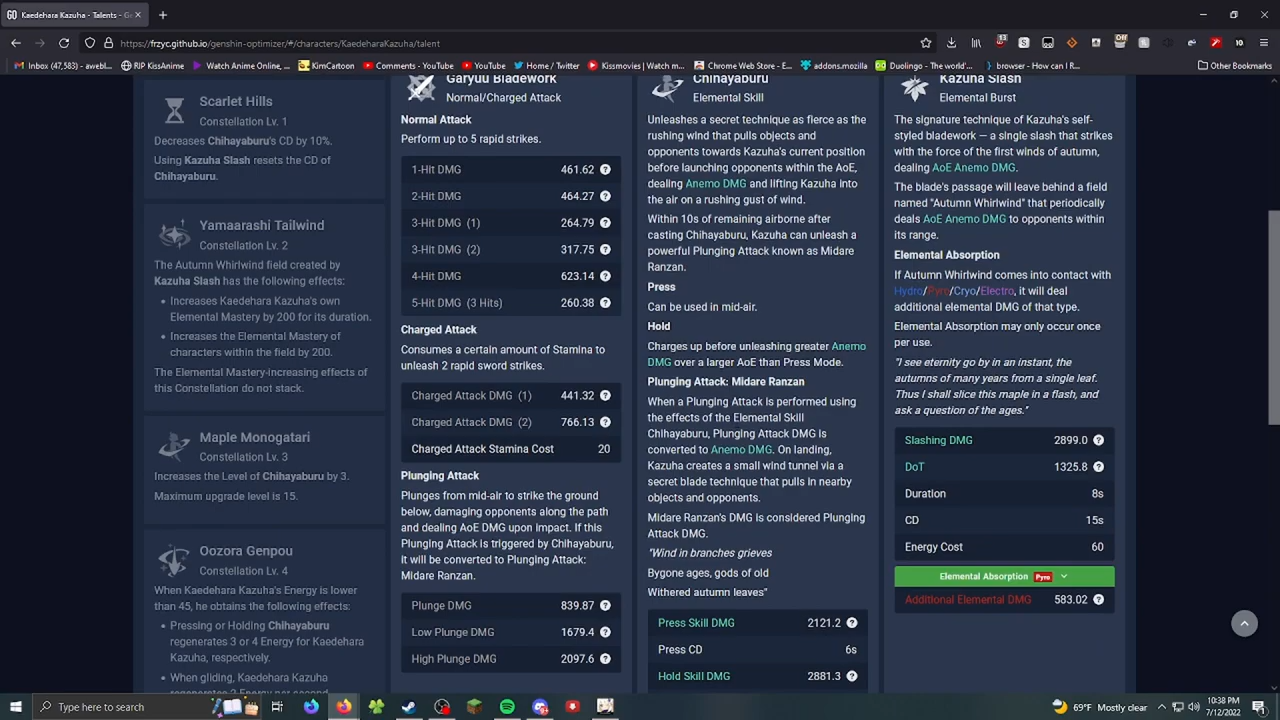 Kaedehara Kazuha - Talents - G
https://frzyc.github.io/genshin-optimizer/#/characters/KaedeharaKazuha/talent
Inbox (47,583) - awebl
RIP KissAnime
Watch Anime Online,
KimCartoon
Comments - YouTube
YouTube
Home / Twitter
Kissmovies | Watch m
Chrome Web Store - E
addons.mozilla
Duolingo - The world'
browser - How can I R
Other Bookmarks
Scarlet Hills
Constellation Lv. 1
Decreases Chihayaburu's CD by 10%.
Using Kazuha Slash resets the CD of
Chihayaburu.
Yamaarashi Tailwind
Constellation Lv. 2
The Autumn Whirlwind field created by
Kazuha Slash has the following effects:
• Increases Kaedehara Kazuha's own
Elemental Mastery by 200 for its duration.
• Increases the Elemental Mastery of
characters within the field by 200.
The Elemental Mastery-increasing effects of
this Constellation do not stack.
Maple Monogatari
Constellation Lv. 3
Increases the Level of Chihayaburu by 3.
Maximum upgrade level is 15.
Oozora Genpou
Constellation Lv. 4
When Kaedehara Kazuha's Energy is lower
than 45, he obtains the following effects:
• Pressing or Holding Chihayaburu
regenerates 3 or 4 Energy for Kaedehara
Kazuha, respectively.
• When gliding, Kaedehara Kazuha
regenerates 2 Energy per second.
Garyuu Bladework
Normal/Charged Attack
Normal Attack
Perform up to 5 rapid strikes.
1-Hit DMG 461.62
2-Hit DMG 464.27
3-Hit DMG (1) 264.79
3-Hit DMG (2) 317.75
4-Hit DMG 623.14
5-Hit DMG (3 Hits) 260.38
Charged Attack
Consumes a certain amount of Stamina to
unleash 2 rapid sword strikes.
Charged Attack DMG (1) 441.32
Charged Attack DMG (2) 766.13
Charged Attack Stamina Cost 20
Plunging Attack
Plunges from mid-air to strike the ground
below, damaging opponents along the path
and dealing AoE DMG upon impact. If this
Plunging Attack is triggered by Chihayaburu,
it will be converted to Plunging Attack:
Midare Ranzan.
Plunge DMG 839.87
Low Plunge DMG 1679.4
High Plunge DMG 2097.6
Chihayaburu
Elemental Skill
Unleashes a secret technique as fierce as the
rushing wind that pulls objects and
opponents towards Kazuha's current position
before launching opponents within the AoE,
dealing Anemo DMG and lifting Kazuha into
the air on a rushing gust of wind.
Within 10s of remaining airborne after
casting Chihayaburu, Kazuha can unleash a
powerful Plunging Attack known as Midare
Ranzan.
Press
Can be used in mid-air.
Hold
Charges up before unleashing greater Anemo
DMG over a larger AoE than Press Mode.
Plunging Attack: Midare Ranzan
When a Plunging Attack is performed using
the effects of the Elemental Skill
Chihayaburu, Plunging Attack DMG is
converted to Anemo DMG. On landing,
Kazuha creates a small wind tunnel via a
secret blade technique that pulls in nearby
objects and opponents.
Midare Ranzan's DMG is considered Plunging
Attack DMG.
"Wind in branches grieves
Bygone ages, gods of old
Withered autumn leaves"
Press Skill DMG 2121.2
Press CD 6s
Hold Skill DMG 2881.3
Kazuha Slash
Elemental Burst
The signature technique of Kazuha's self-
styled bladework — a single slash that strikes
with the force of the first winds of autumn,
dealing AoE Anemo DMG.
The blade's passage will leave behind a field
named "Autumn Whirlwind" that periodically
deals AoE Anemo DMG to opponents within
its range.
Elemental Absorption
If Autumn Whirlwind comes into contact with
Hydro/Pyro/Cryo/Electro, it will deal
additional elemental DMG of that type.
Elemental Absorption may only occur once
per use.
"I see eternity go by in an instant, the
autumns of many years from a single leaf.
Thus I shall slice this maple in a flash, and
ask a question of the ages."
Slashing DMG 2899.0
DoT 1325.8
Duration 8s
CD 15s
Energy Cost 60
Elemental Absorption Pyro
Additional Elemental DMG 583.02
Type here to search
69°F Mostly clear
10:38 PM
7/12/2022